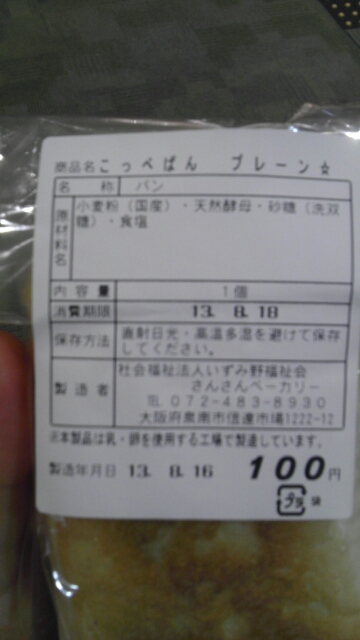 商品名こっぺぱん プレーン☆
名称 パン
原材料名 小麦粉(国産)・天然酵母・砂糖(洗双
糖)・食塩
内容量 1個
消費期限 13. 8.18
保存方法 直射日光・高温多湿を避けて保存
してください。
製造者 社会福祉法人いずみ野福祉会
さんさんベーカリー
TEL 072-483-8930
大阪府泉南市信達市場1222-12
※本製品は乳・卵を使用する工場で製造しています。
製造年月日 13. 8.16 100円
プラ 袋